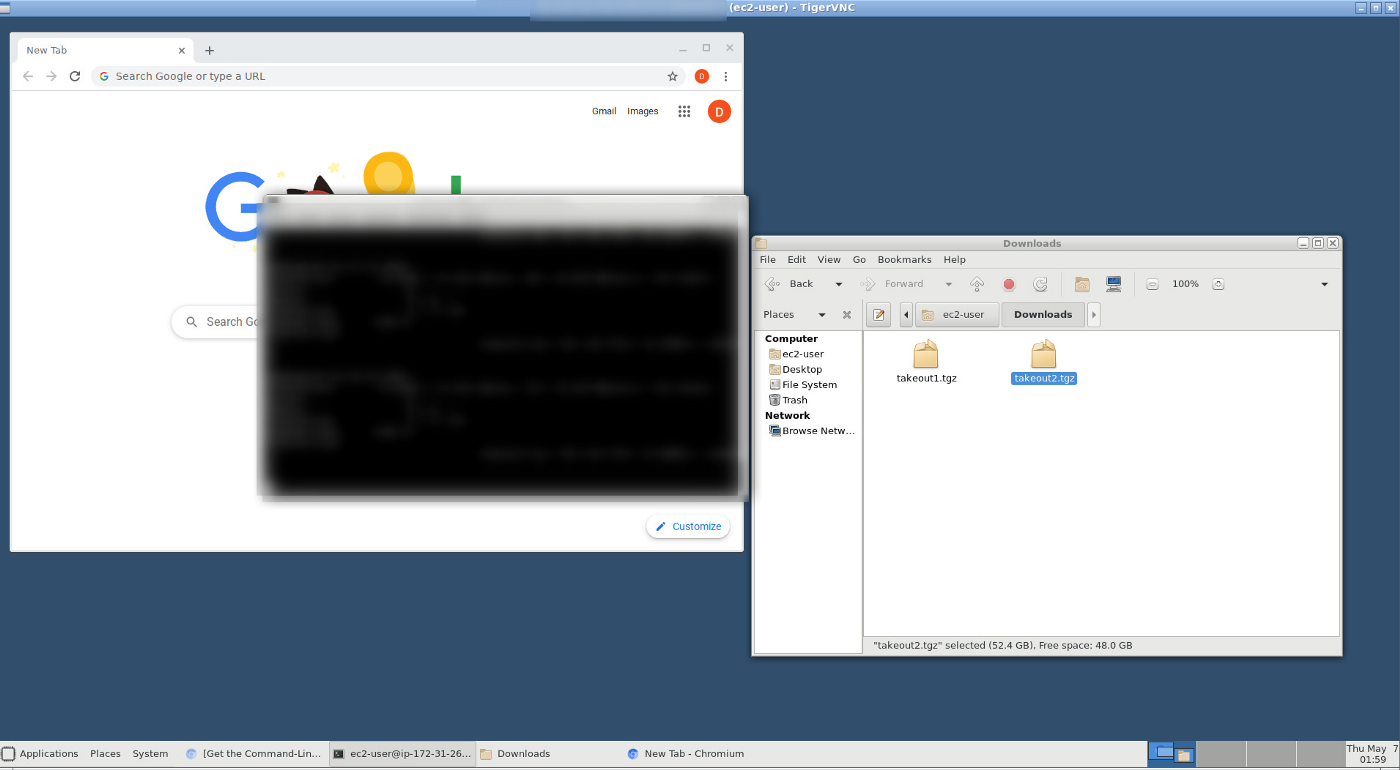 (ec2-user) - TigerVNC
New Tab
Search Google or type a URL
D
Gmail Images
D
G
Search Go
Customize
Downloads
File Edit View Go Bookmarks Help
Back Forward 100%
Places ec2-user Downloads
Computer
ec2-user
Desktop
File System
Trash
Network
Browse Netw...
takeout1.tgz takeout2.tgz
"takeout2.tgz" selected (52.4 GB), Free space: 48.0 GB
Applications Places System [Get the Command-Lin... ec2-user@ip-172-31-26... Downloads New Tab - Chromium Thu May 7
01:59